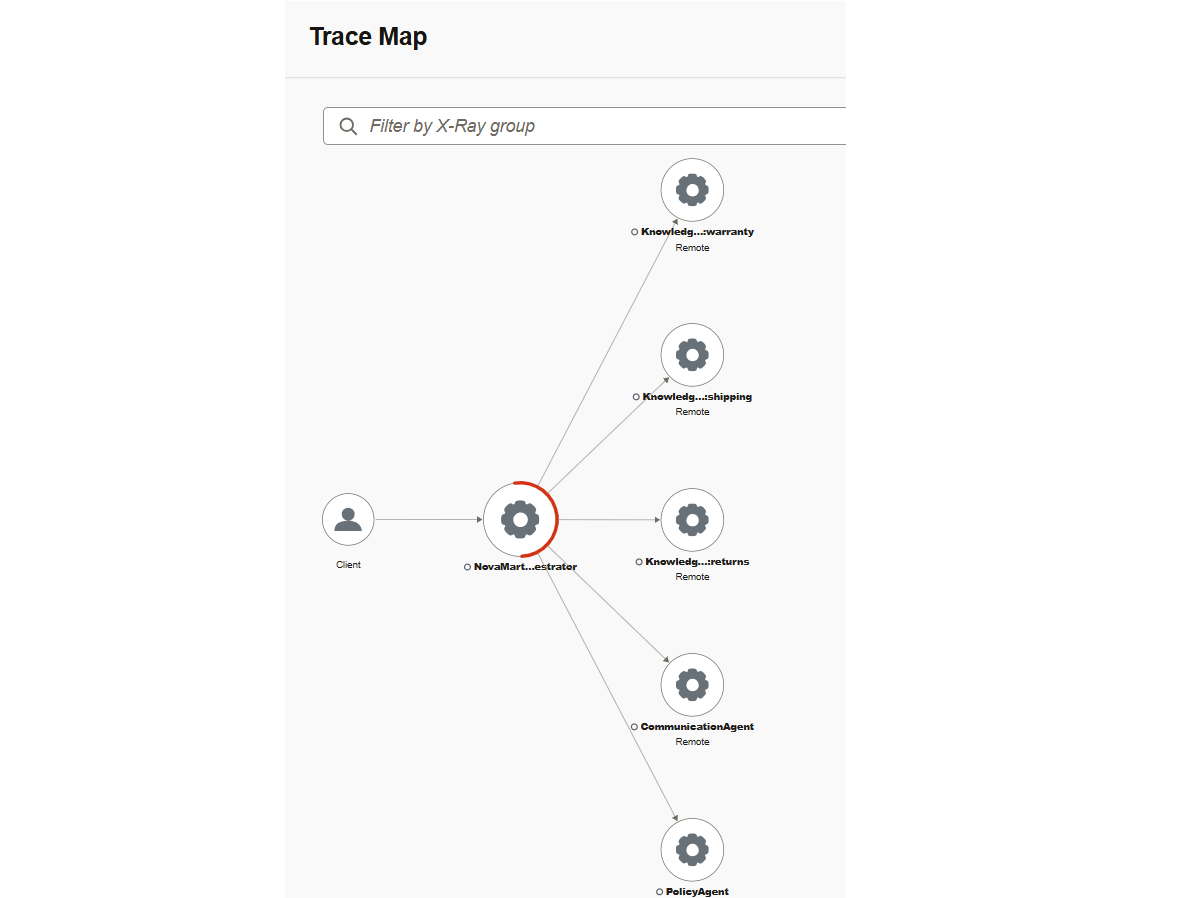 Trace Map
Filter by X-Ray group
Knowledg...:warranty
Remote
Knowledg...:shipping
Remote
Client
NovaMart...estrator
Knowledg...:returns
Remote
CommunicationAgent
Remote
PolicyAgent